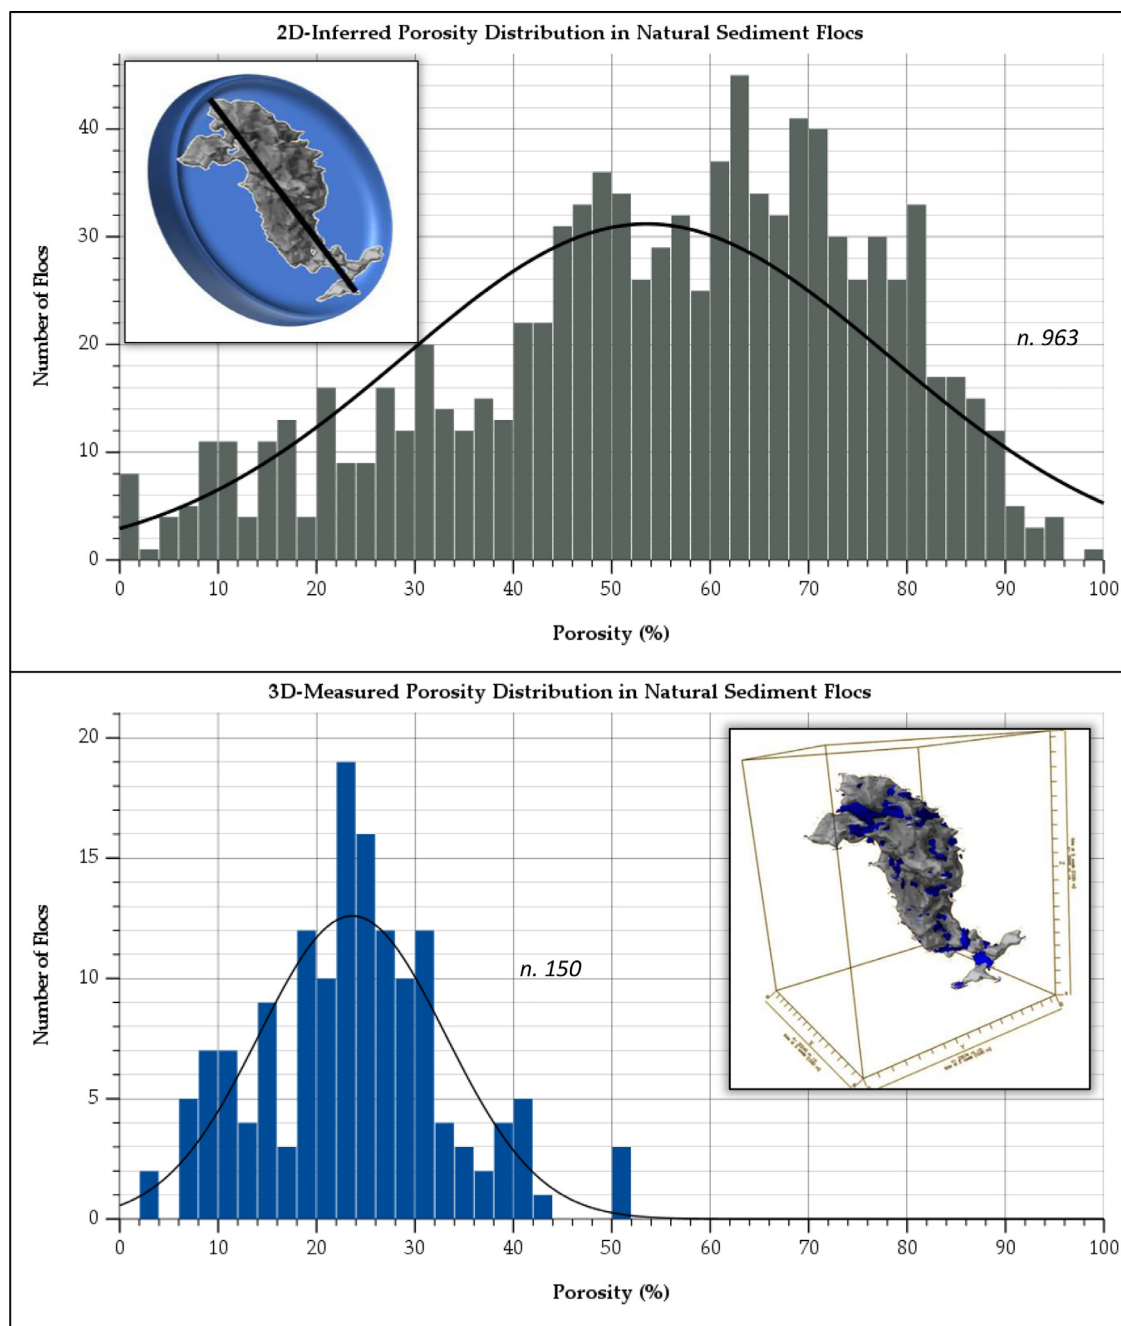 2D-Inferred Porosity Distribution in Natural Sediment Flocs
40
30
20
10
0
Number of Flocs
n. 963
0 10 20 30 40 50 60 70 80 90 100
Porosity (%)
3D-Measured Porosity Distribution in Natural Sediment Flocs
20
15
10
5
0
Number of Flocs
n. 150
0 10 20 30 40 50 60 70 80 90 100
Porosity (%)